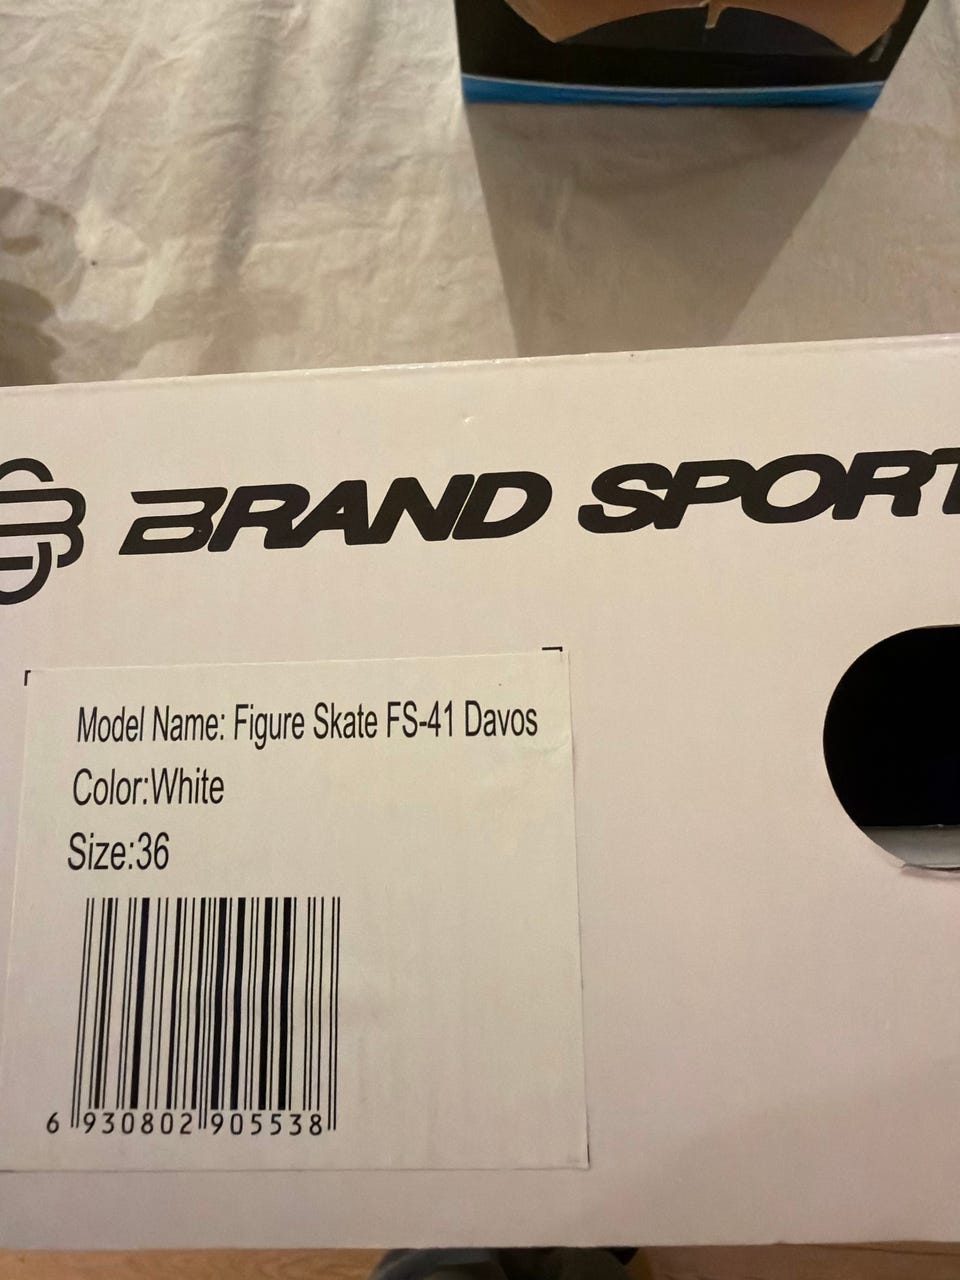 BRAND SPORT
Model Name: Figure Skate FS-41 Davos
Color:White
Size:36
6 930802 905538